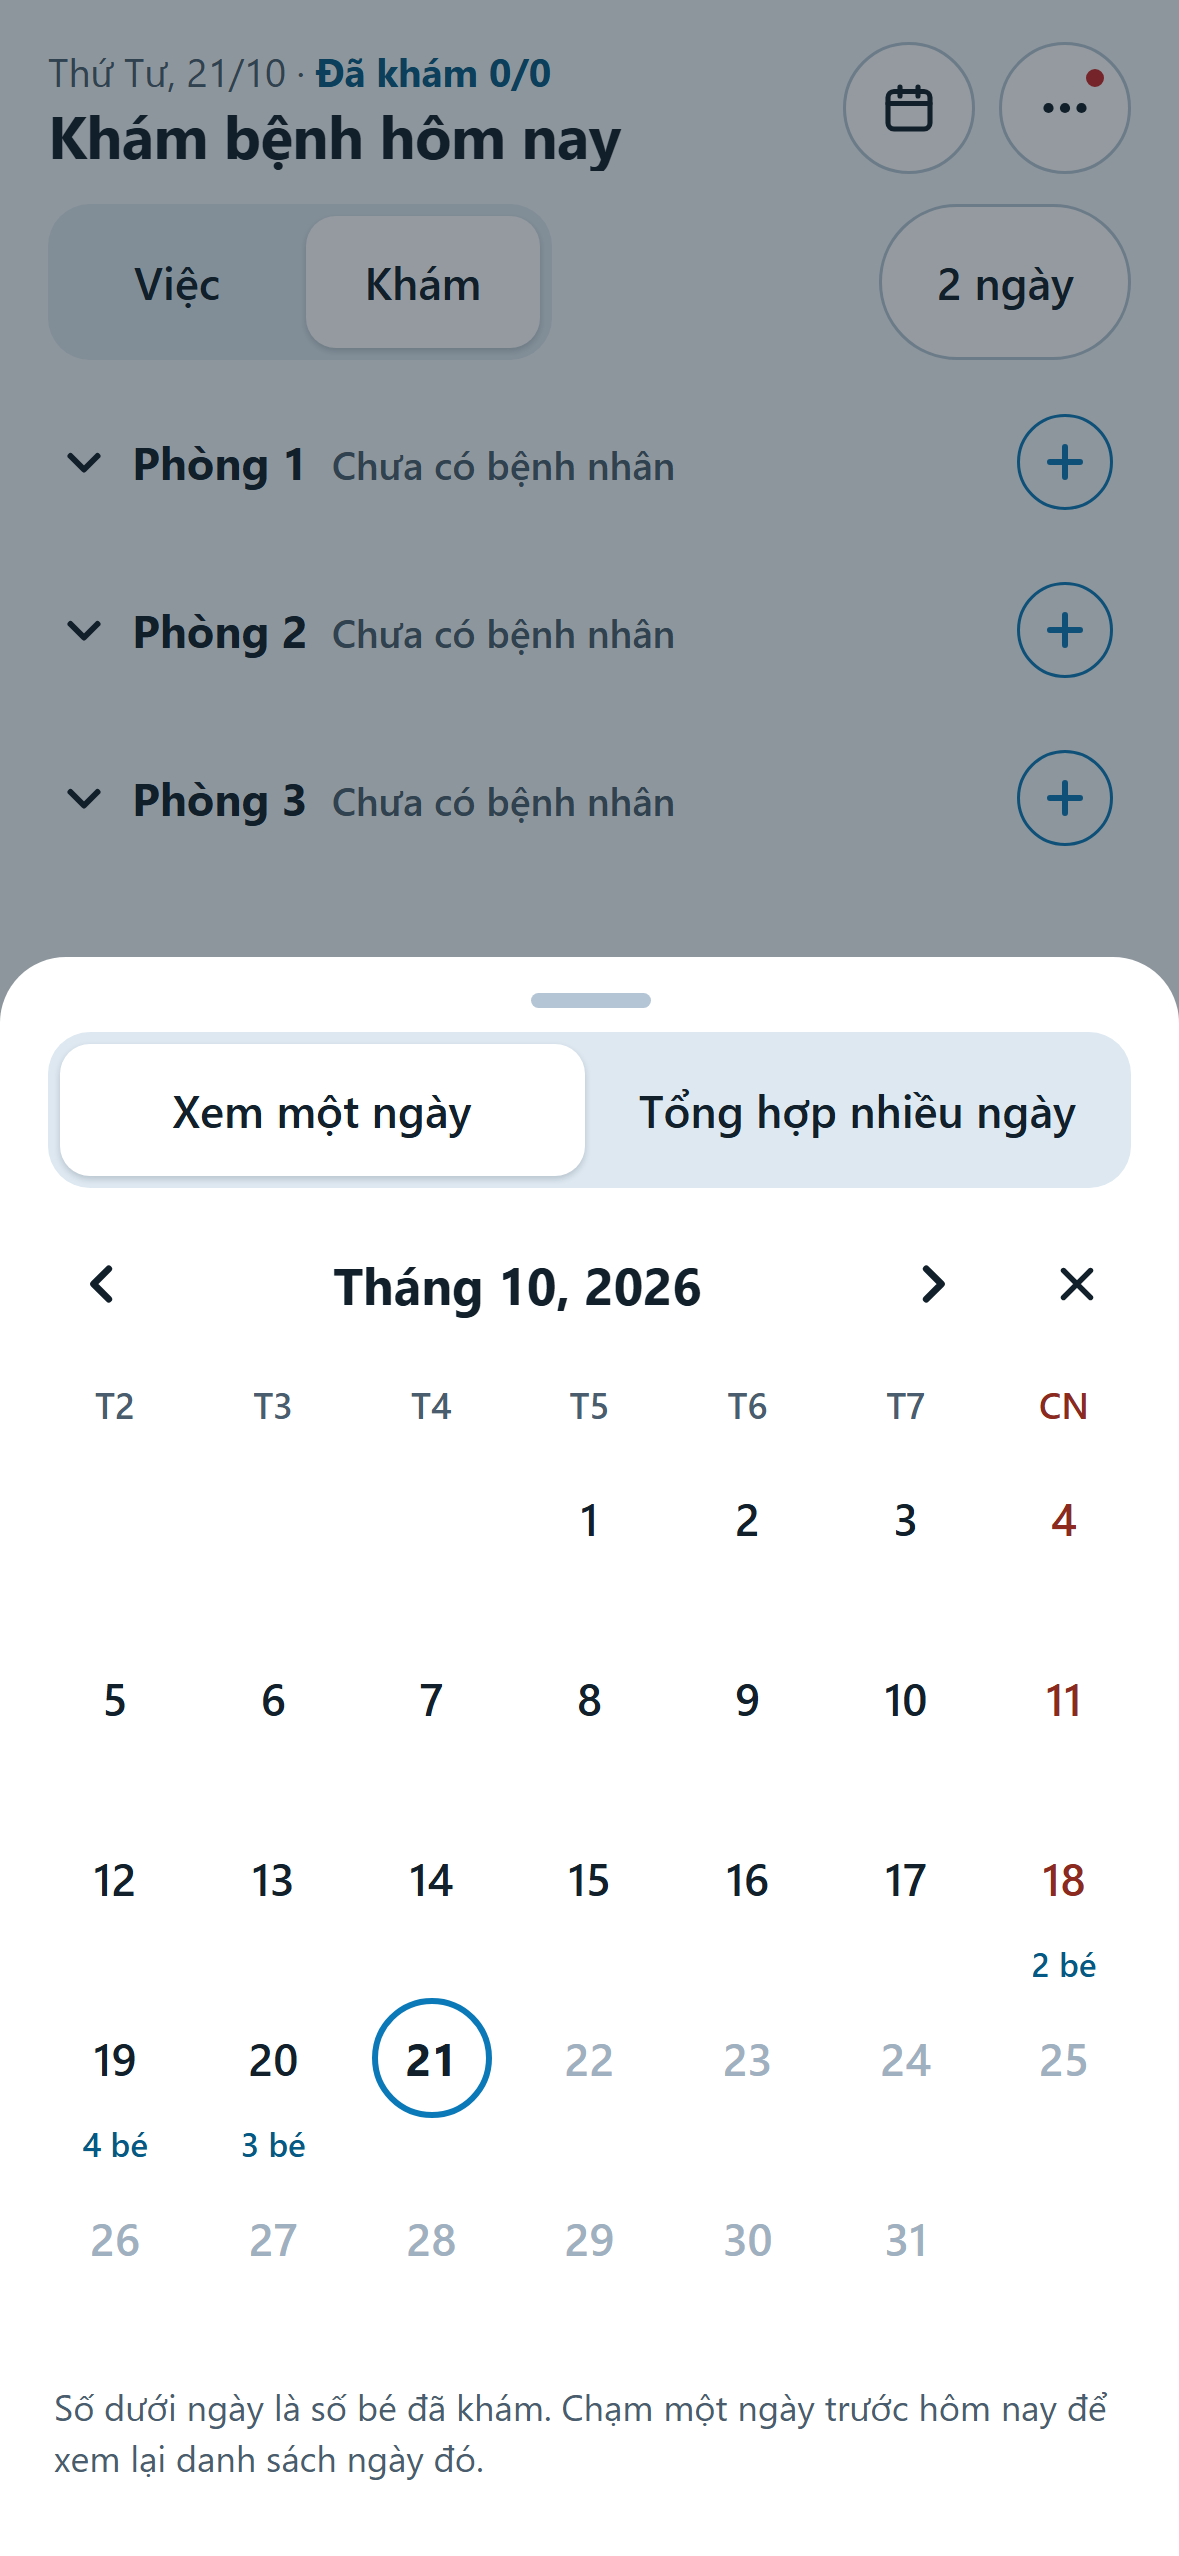 Thứ Tư, 21/10 · Đã khám 0/0
Khám bệnh hôm nay
Việc
Khám
2 ngày
Phòng 1 Chưa có bệnh nhân
Phòng 2 Chưa có bệnh nhân
Phòng 3 Chưa có bệnh nhân
Xem một ngày
Tổng hợp nhiều ngày
Tháng 10, 2026
T2 T3 T4 T5 T6 T7 CN
1 2 3 4
5 6 7 8 9 10 11
12 13 14 15 16 17 18
2 bé
19 20 21 22 23 24 25
4 bé 3 bé
26 27 28 29 30 31
Số dưới ngày là số bé đã khám. Chạm một ngày trước hôm nay để
xem lại danh sách ngày đó.